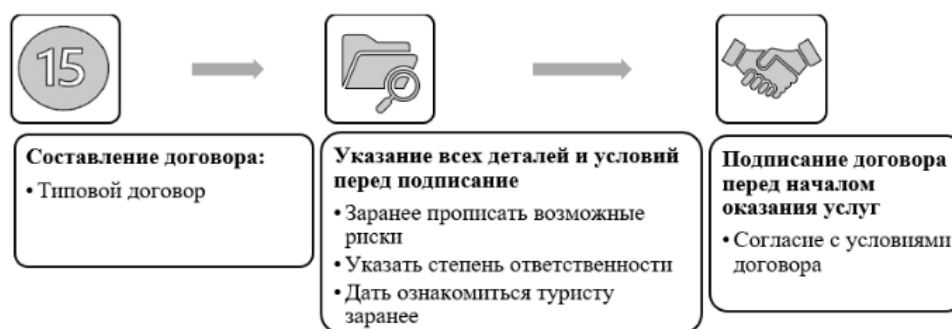 15
Составление договора:
• Типовой договор
Указание всех деталей и условий
перед подписание
• Заранее прописать возможные
риски
• Указать степень ответственности
• Дать ознакомиться туристу
заранее
Подписание договора
перед началом
оказания услуг
• Согласие с условиями
договора